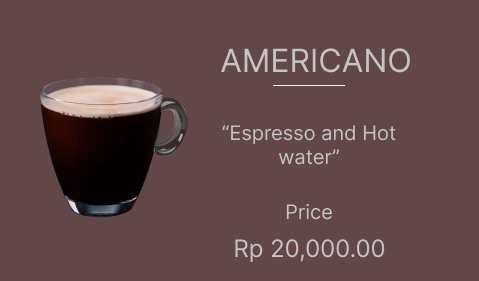 AMERICANO
“Espresso and Hot
water”
Price
Rp 20,000.00